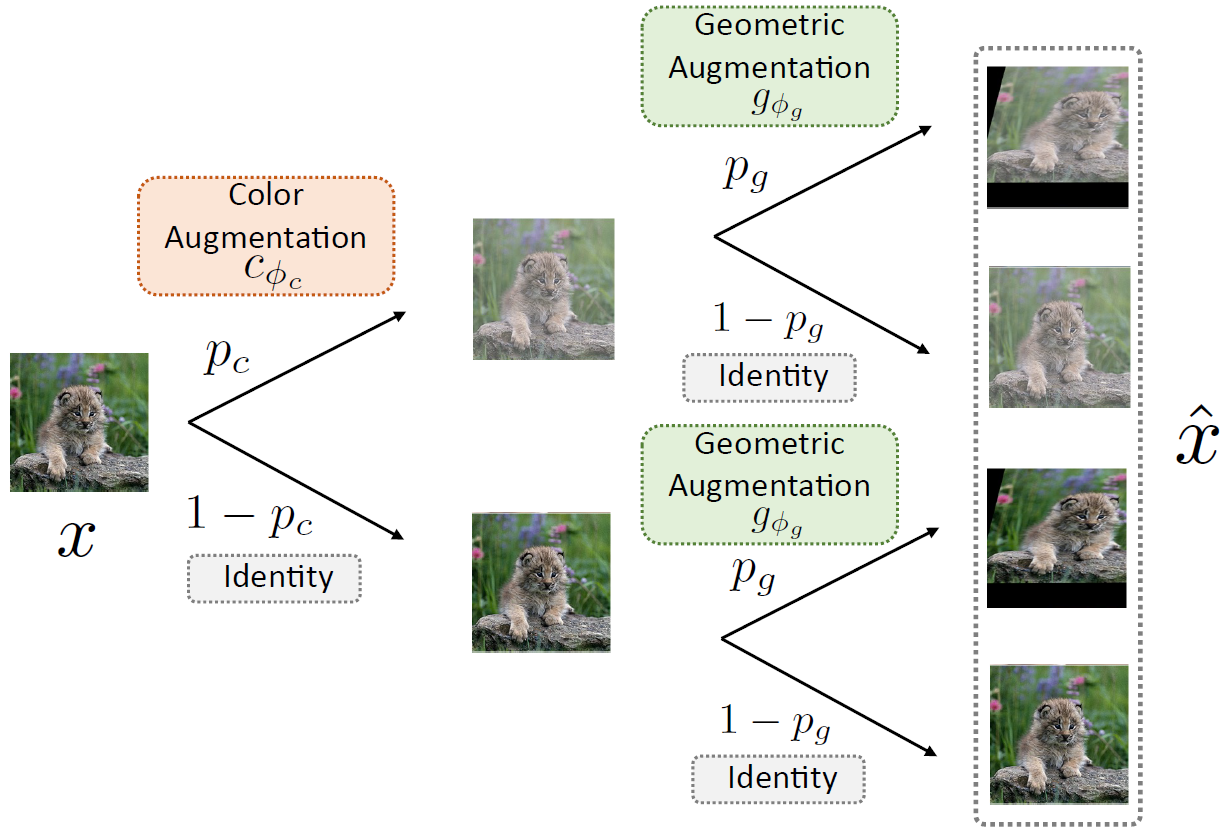 Geometric
Augmentation
g_{ϕ_g}
p_g
Color
Augmentation
c_{ϕ_c}
1 − p_g
Identity
p_c
x
1 − p_c
Identity
Geometric
Augmentation
g_{ϕ_g}
p_g
1 − p_g
Identity
x̂